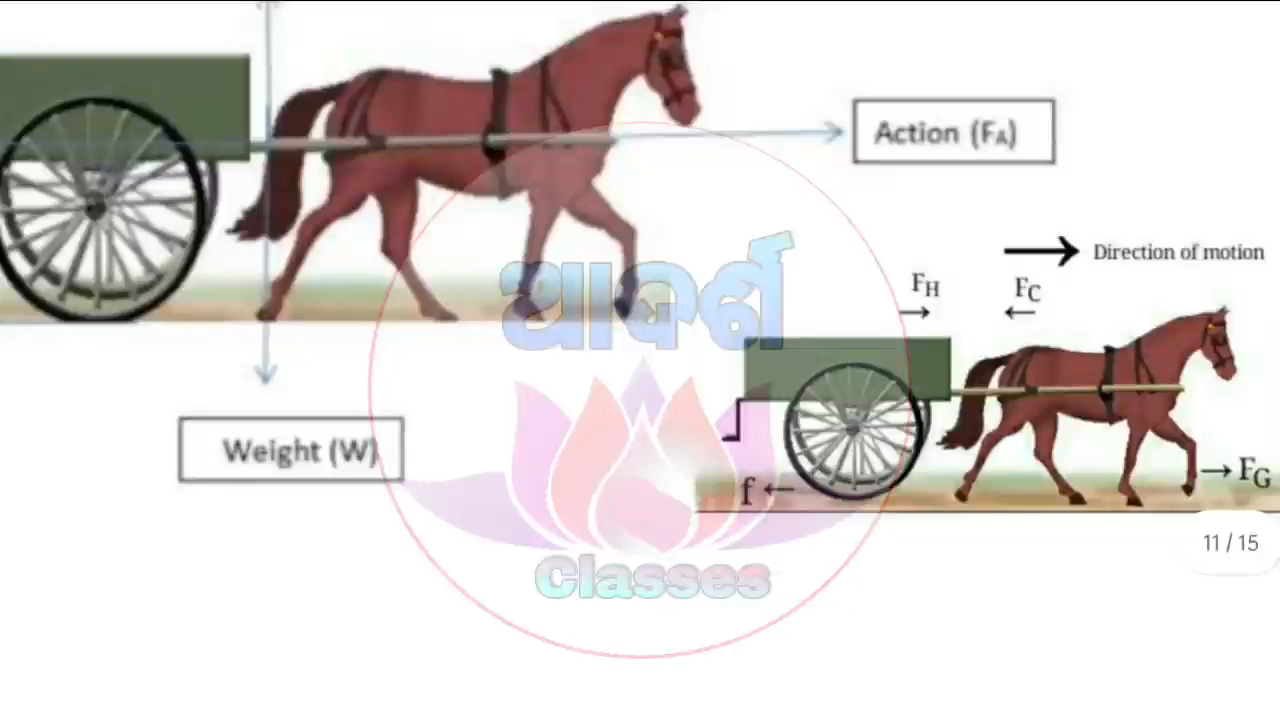 Action (FA)
Direction of motion
FH
FC
ଆଦର୍ଶ
Weight (W)
FG
f
11 / 15
Classes